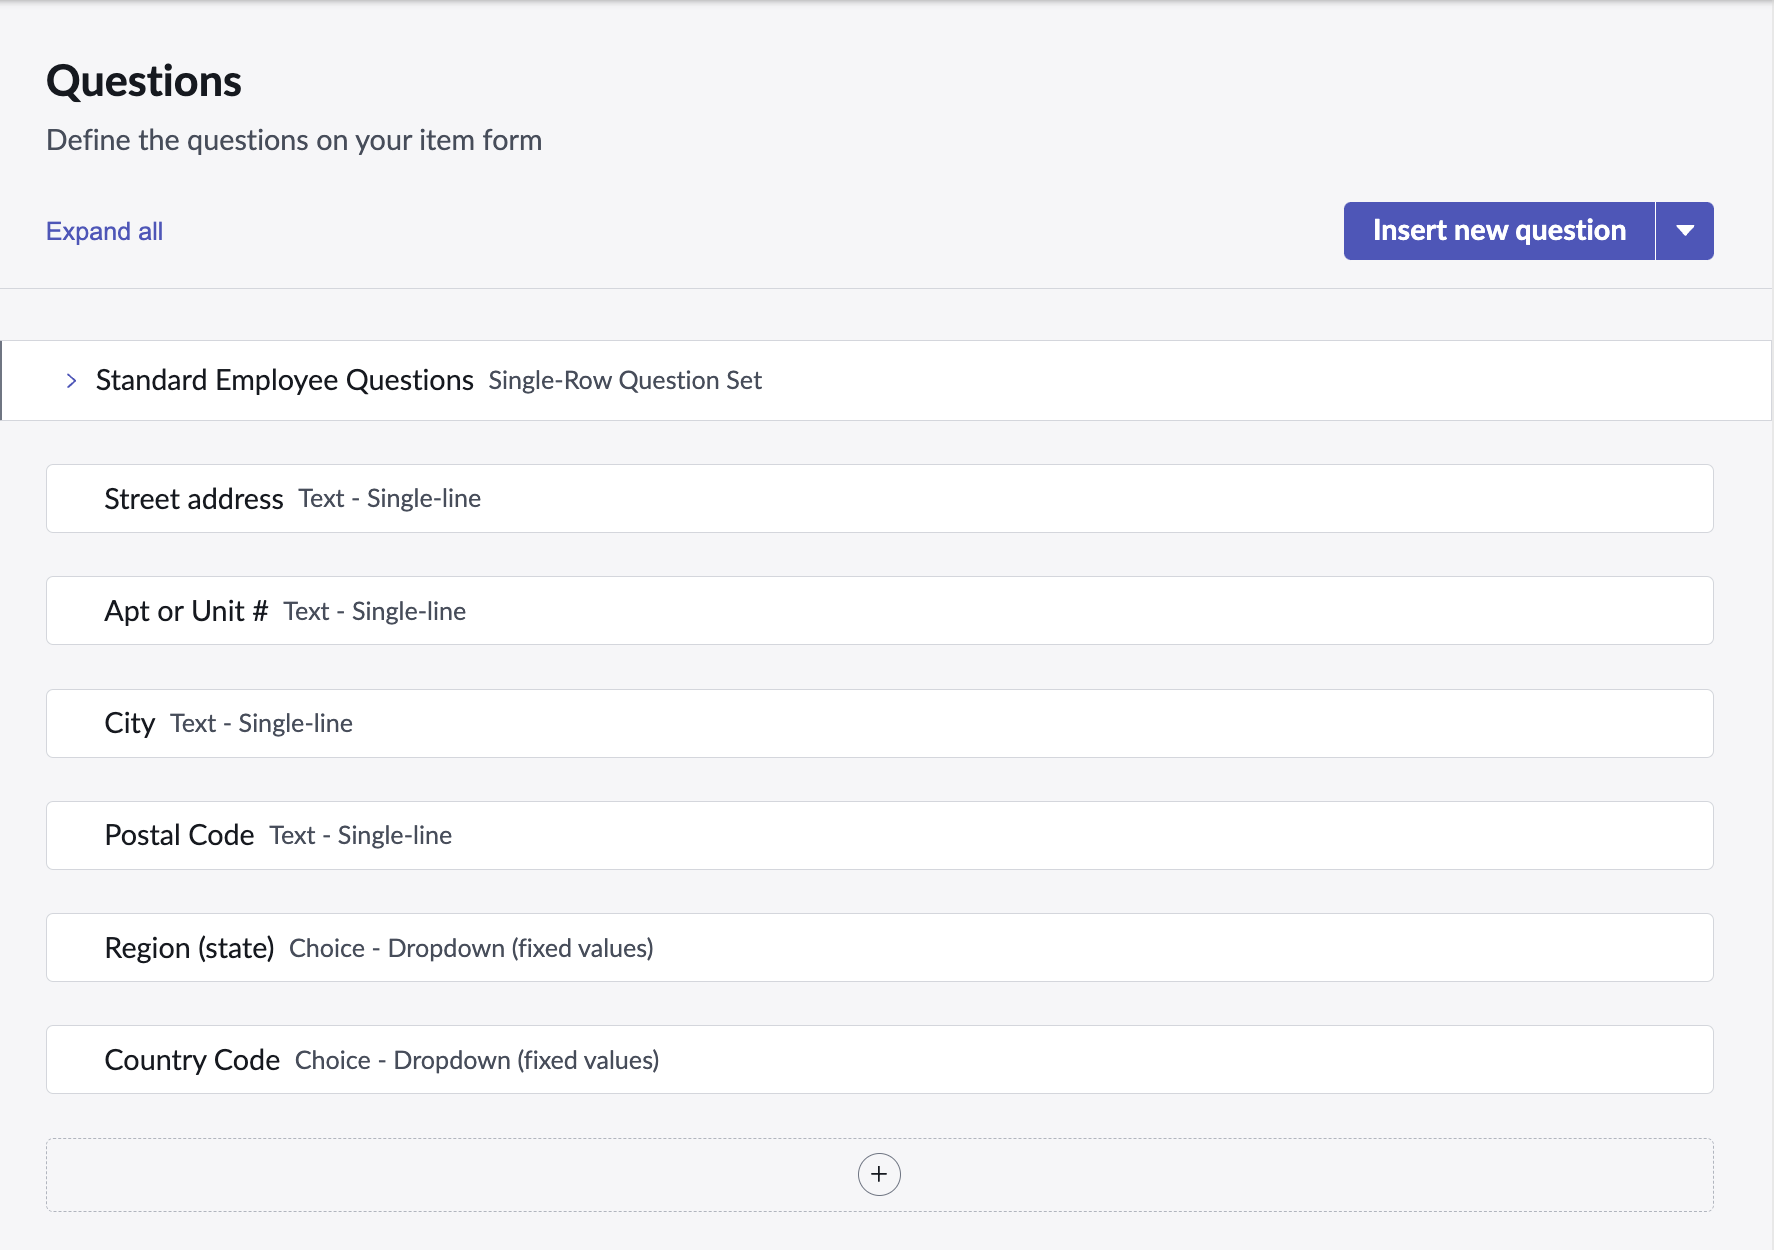 Questions
Define the questions on your item form
Expand all
Insert new question
Standard Employee Questions Single-Row Question Set
Street address Text - Single-line
Apt or Unit # Text - Single-line
City Text - Single-line
Postal Code Text - Single-line
Region (state) Choice - Dropdown (fixed values)
Country Code Choice - Dropdown (fixed values)